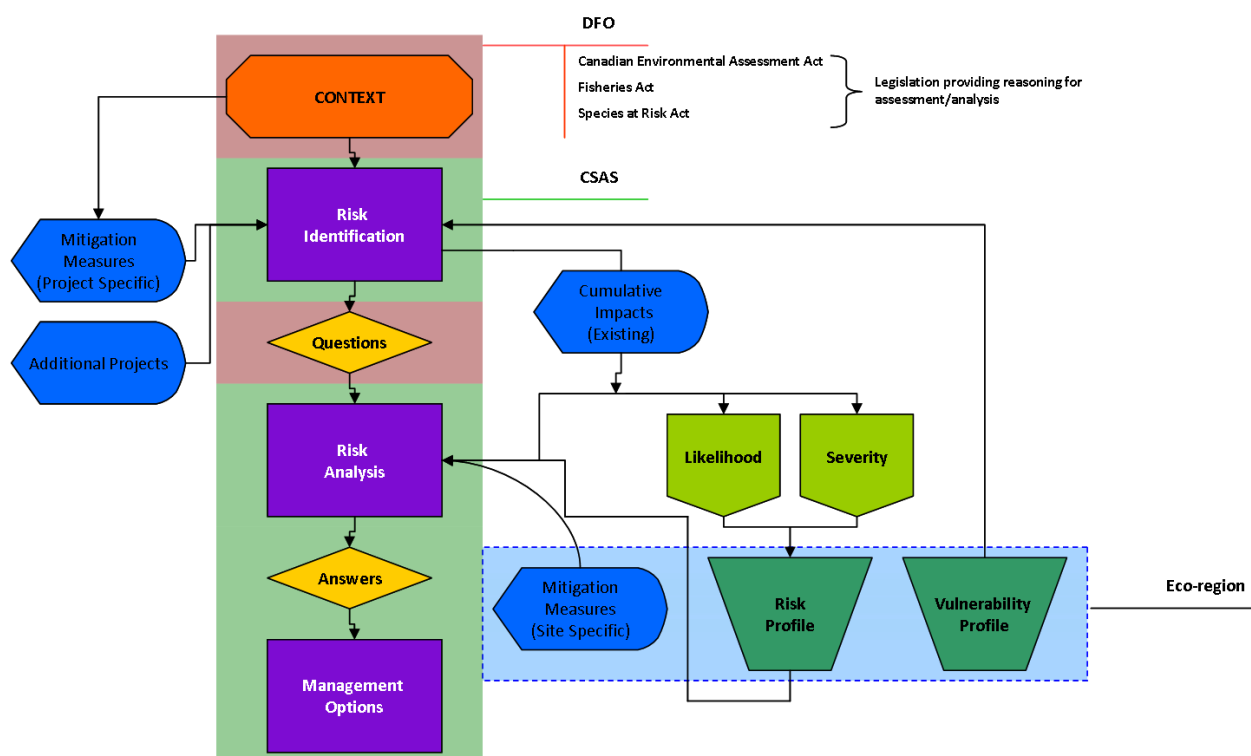 DFO
Canadian Environmental Assessment Act
Fisheries Act
Species at Risk Act
Legislation providing reasoning for
assessment/analysis
CONTEXT
CSAS
Risk
Identification
Mitigation
Measures
(Project Specific)
Cumulative
Impacts
(Existing)
Questions
Additional Projects
Risk
Analysis
Likelihood
Severity
Answers
Mitigation
Measures
(Site Specific)
Risk
Profile
Vulnerability
Profile
Eco-region
Management
Options